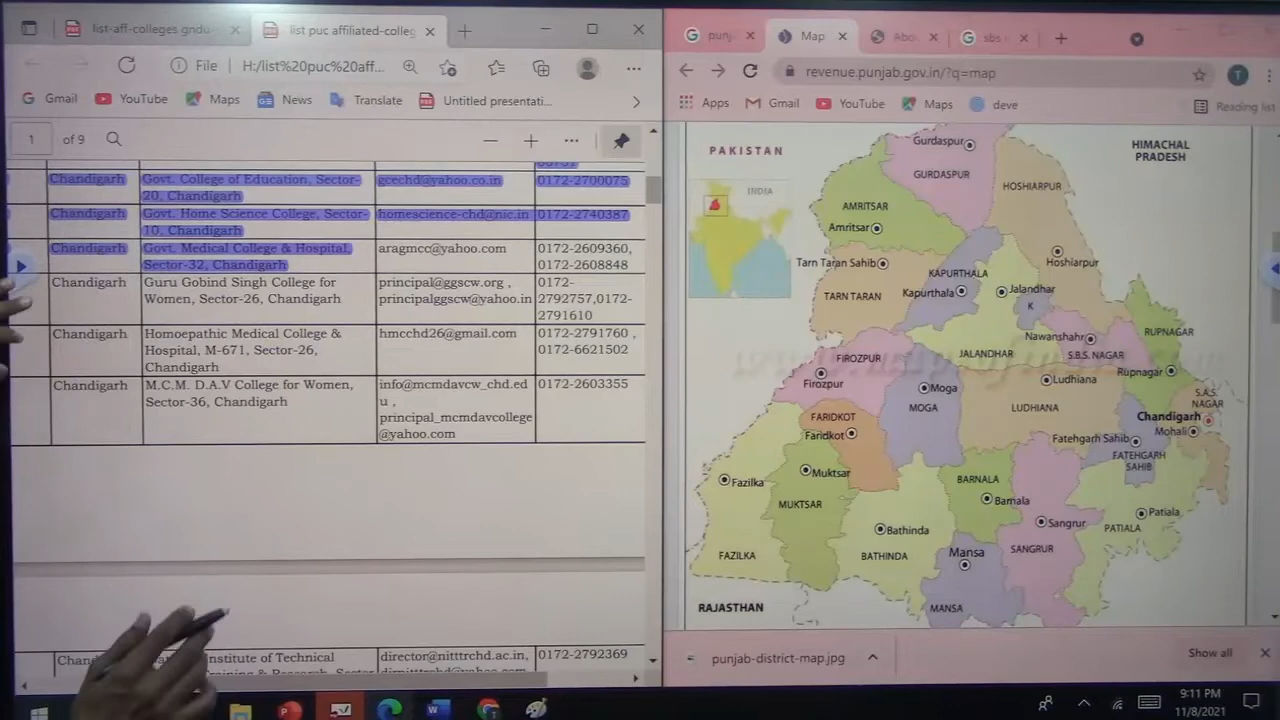 list-aff-colleges gndu
list puc affiliated-colleg
File
H:/list%20puc%20aff...
Gmail
YouTube
Maps
News
Translate
Untitled presentati...
1
of 9
Chandigarh
Govt. College of Education, Sector-
20, Chandigarh
gcechd@yahoo.co.in
0172-2700075
Chandigarh
Govt. Home Science College, Sector-
10, Chandigarh
homescience-chd@nic.in
0172-2740387
Chandigarh
Govt. Medical College & Hospital,
Sector-32, Chandigarh
aragmcc@yahoo.com
0172-2609360,
0172-2608848
Chandigarh
Guru Gobind Singh College for
Women, Sector-26, Chandigarh
principal@ggscw.org ,
principalggscw@yahoo.in
0172-
2792757,0172-
2791610
Chandigarh
Homoepathic Medical College &
Hospital, M-671, Sector-26,
Chandigarh
hmcchd26@gmail.com
0172-2791760 ,
0172-6621502
Chandigarh
M.C.M. D.A.V College for Women,
Sector-36, Chandigarh
info@mcmdavcw_chd.ed
u ,
principal_mcmdavcollege
@yahoo.com
0172-2603355
Institute of Technical
director@nitttrchd.ac.in,
0172-2792369
punj
Map
Abo
sbs
revenue.punjab.gov.in/?q=map
T
Apps
Gmail
YouTube
Maps
deve
Reading list
PAKISTAN
INDIA
HIMACHAL
PRADESH
Gurdaspur
GURDASPUR
HOSHIARPUR
AMRITSAR
Amritsar
Hoshiarpur
Tarn Taran Sahib
KAPURTHALA
TARN TARAN
Kapurthala
Jalandhar
K
Nawanshahr
RUPNAGAR
FIROZPUR
JALANDHAR
S.B.S. NAGAR
Rupnagar
Firozpur
Moga
Ludhiana
S.A.S.
NAGAR
MOGA
LUDHIANA
FARIDKOT
Chandigarh
Faridkot
Fatehgarh Sahib
Mohali
FATEHGARH
SAHIB
Fazilka
Muktsar
BARNALA
MUKTSAR
Barnala
Patiala
Bathinda
Sangrur
PATIALA
FAZILKA
BATHINDA
Mansa
SANGRUR
RAJASTHAN
MANSA
punjab-district-map.jpg
Show all
9:11 PM
11/8/2021